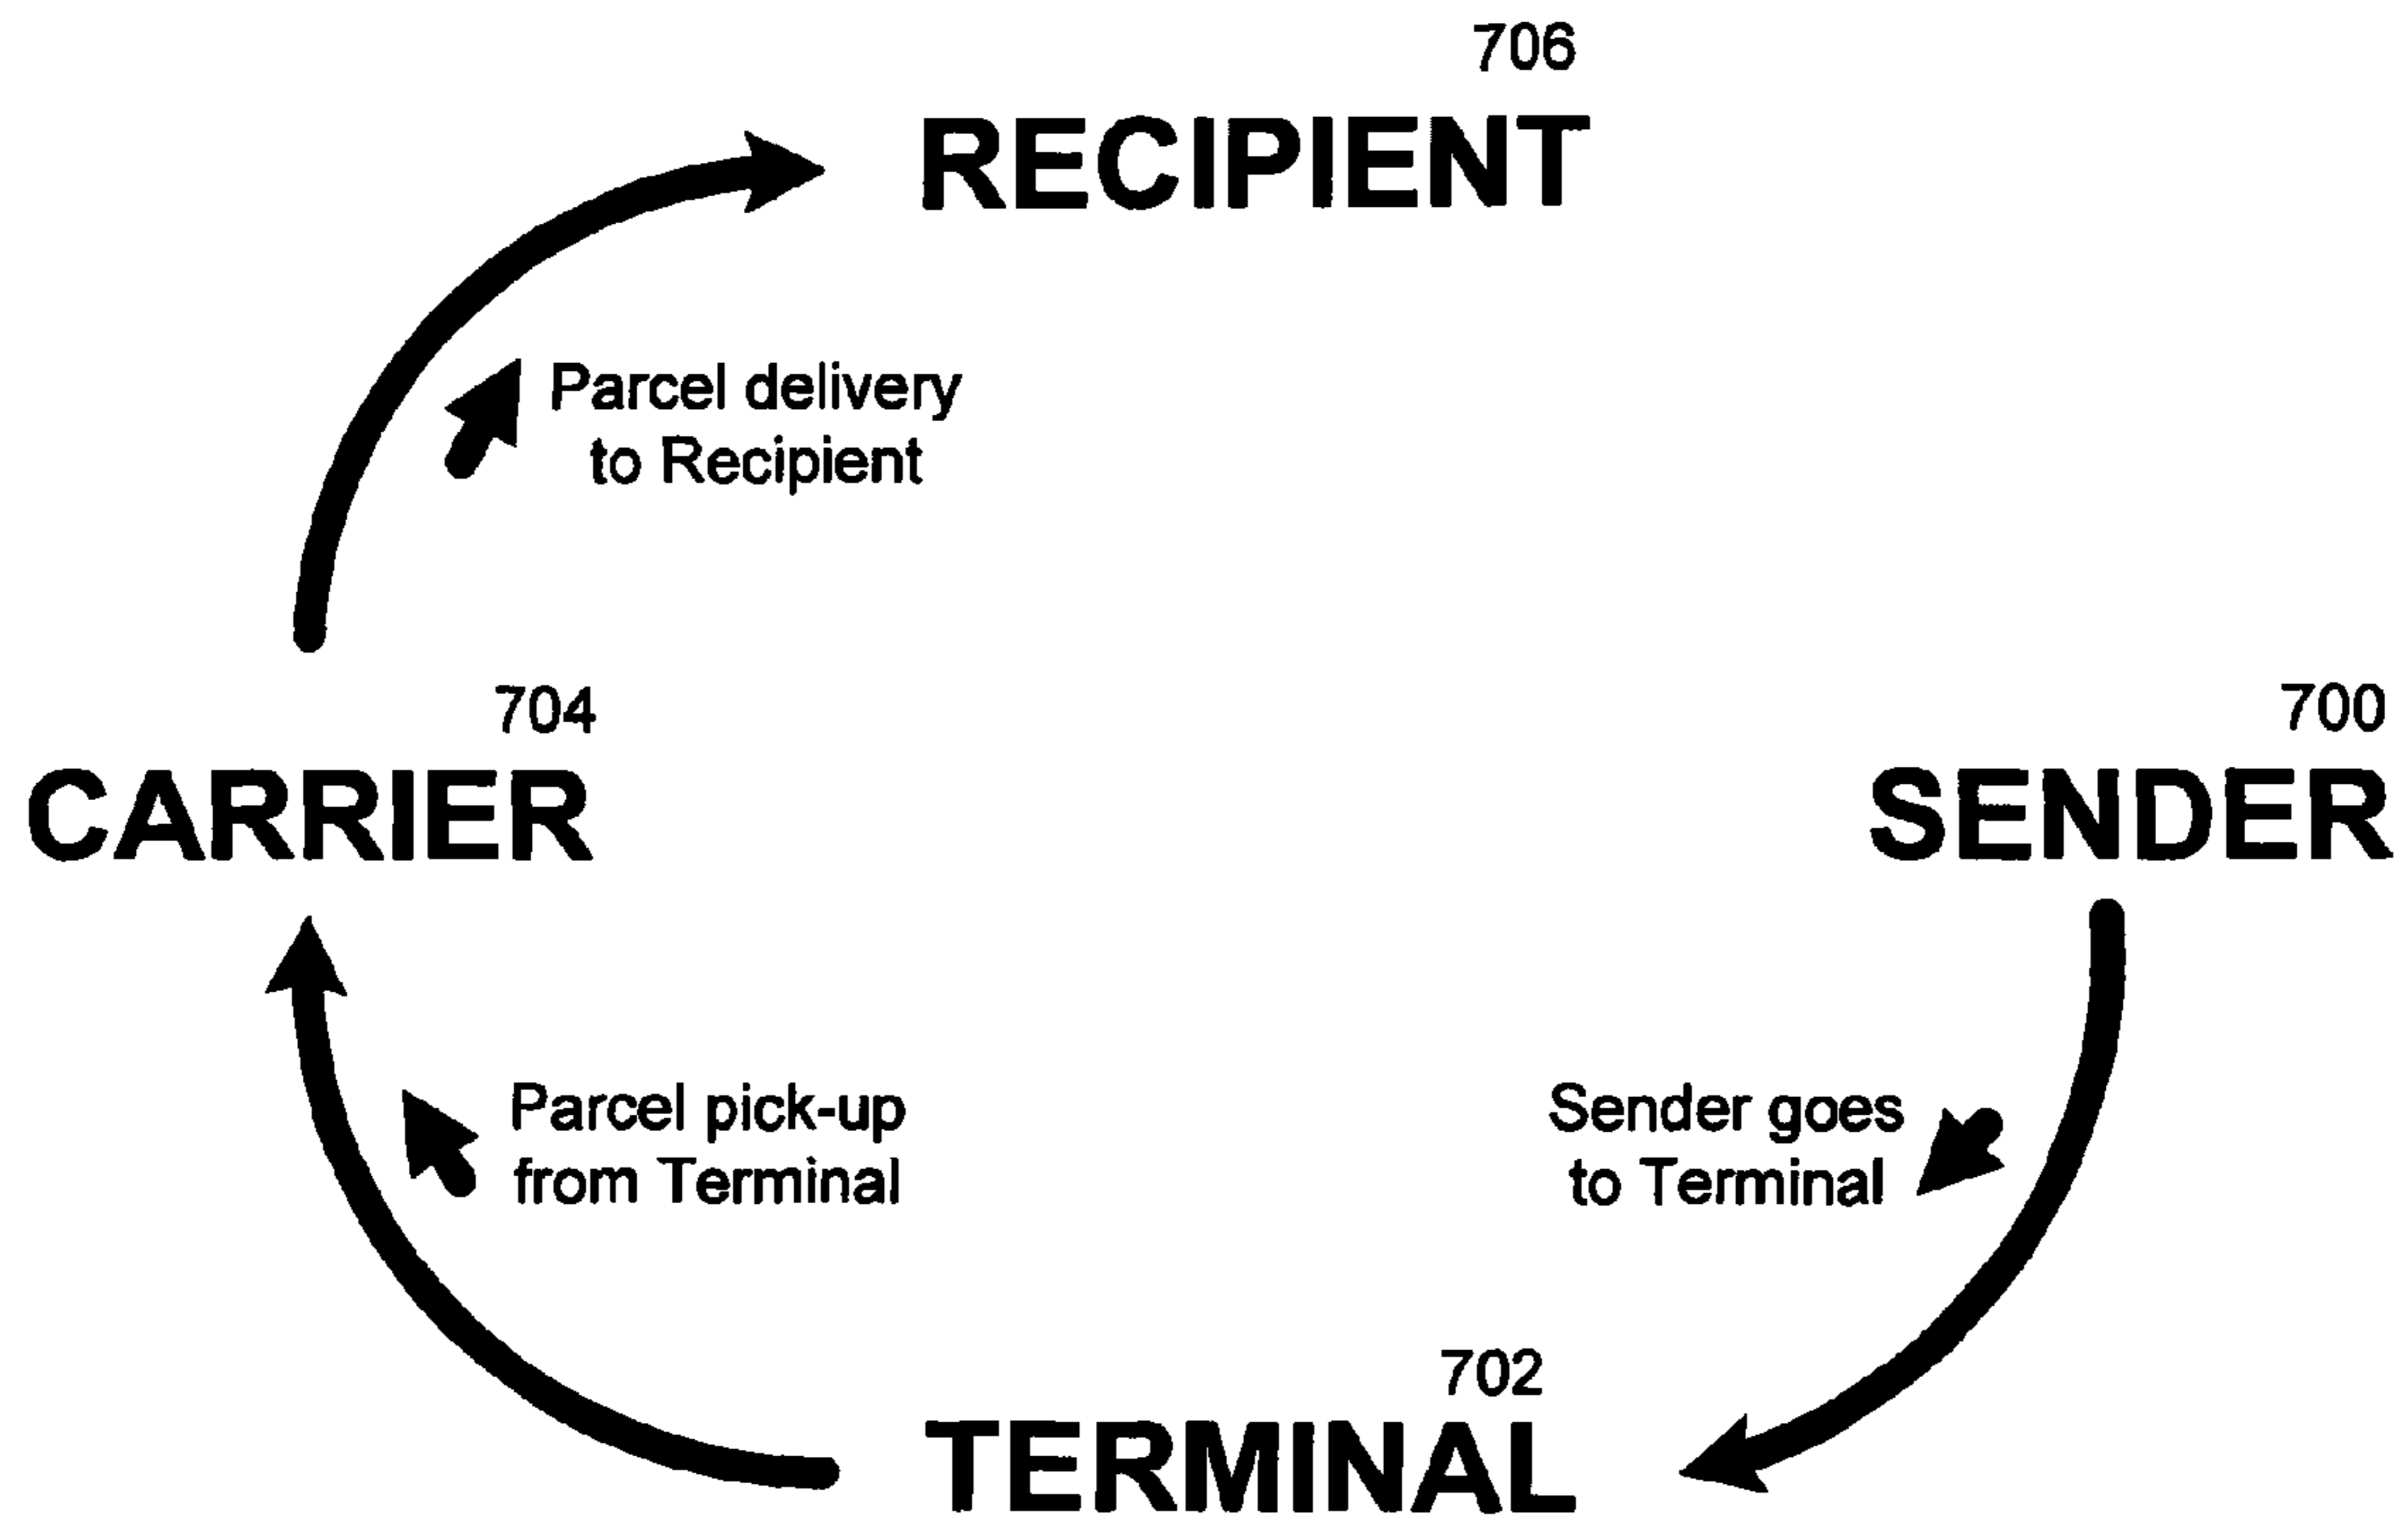 706
RECIPIENT
Parcel delivery
to Recipient
704
CARRIER
700
SENDER
Parcel pick-up
from Terminal
Sender goes
to Terminal
702
TERMINAL